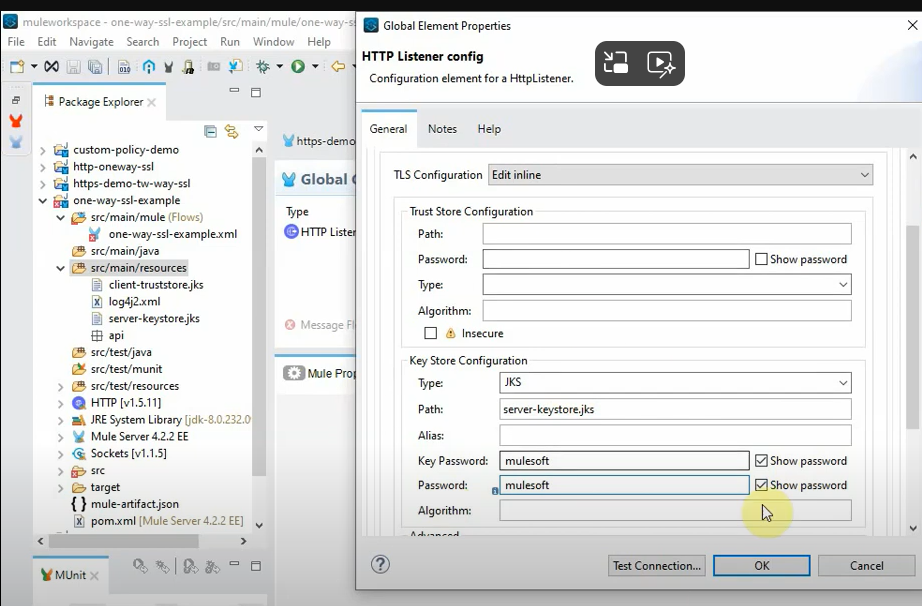 muleworkspace - one-way-ssl-example/src/main/mule/one-way-ss
File Edit Navigate Search Project Run Window Help
Package Explorer
custom-policy-demo
http-oneway-ssl
https-demo-tw-way-ssl
one-way-ssl-example
src/main/mule (Flows)
one-way-ssl-example.xml
src/main/java
src/main/resources
client-truststore.jks
log4j2.xml
server-keystore.jks
api
src/test/java
src/test/munit
src/test/resources
HTTP [v1.5.11]
JRE System Library [jdk-8.0.232.0
Mule Server 4.2.2 EE
Sockets [v1.1.5]
src
target
mule-artifact.json
pom.xml [Mule Server 4.2.2 EE]
MUnit
https-demo
Global
Type
HTTP Lister
Message Fl
Mule Prop
Global Element Properties
HTTP Listener config
Configuration element for a HttpListener.
General Notes Help
TLS Configuration Edit inline
Trust Store Configuration
Path:
Password: Show password
Type:
Algorithm:
Insecure
Key Store Configuration
Type: JKS
Path: server-keystore.jks
Alias:
Key Password: mulesoft Show password
Password: mulesoft Show password
Algorithm:
Advanced
Test Connection... OK Cancel